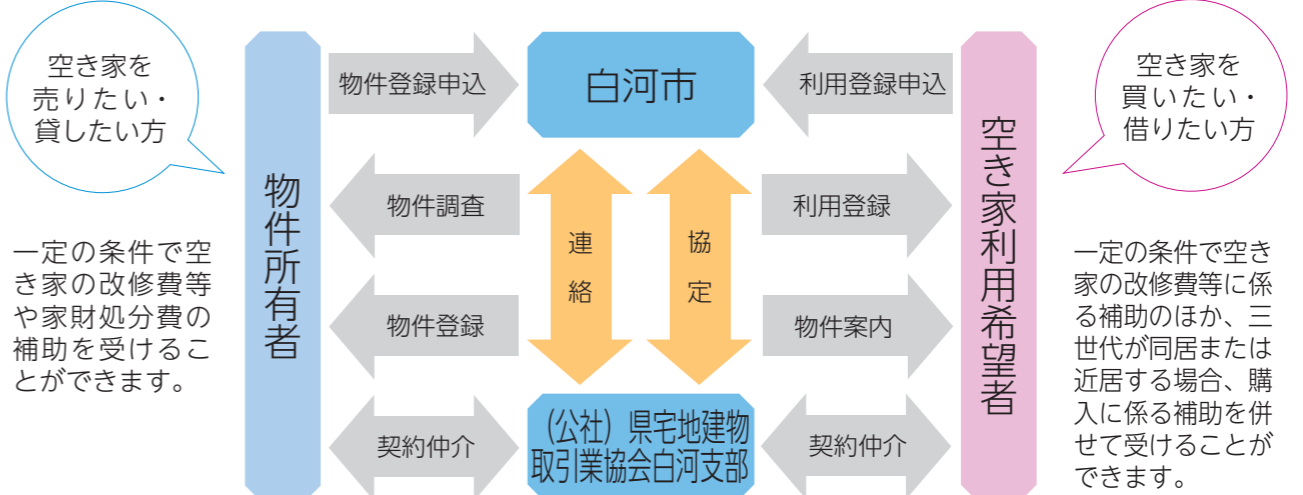 空き家を
売りたい・
貸したい方
一定の条件で空
き家の改修費等
や家財処分費の
補助を受けるこ
とができます。
物件所有者
物件登録申込
物件調査
物件登録
契約仲介
白河市
連絡
協定
（公社）県宅地建物
取引業協会白河支部
利用登録申込
利用登録
物件案内
契約仲介
空き家利用希望者
空き家を
買いたい・
借りたい方
一定の条件で空き
家の改修費等に係
る補助のほか、三
世代が同居または
近居する場合、購
入に係る補助を併
せて受けることが
できます。